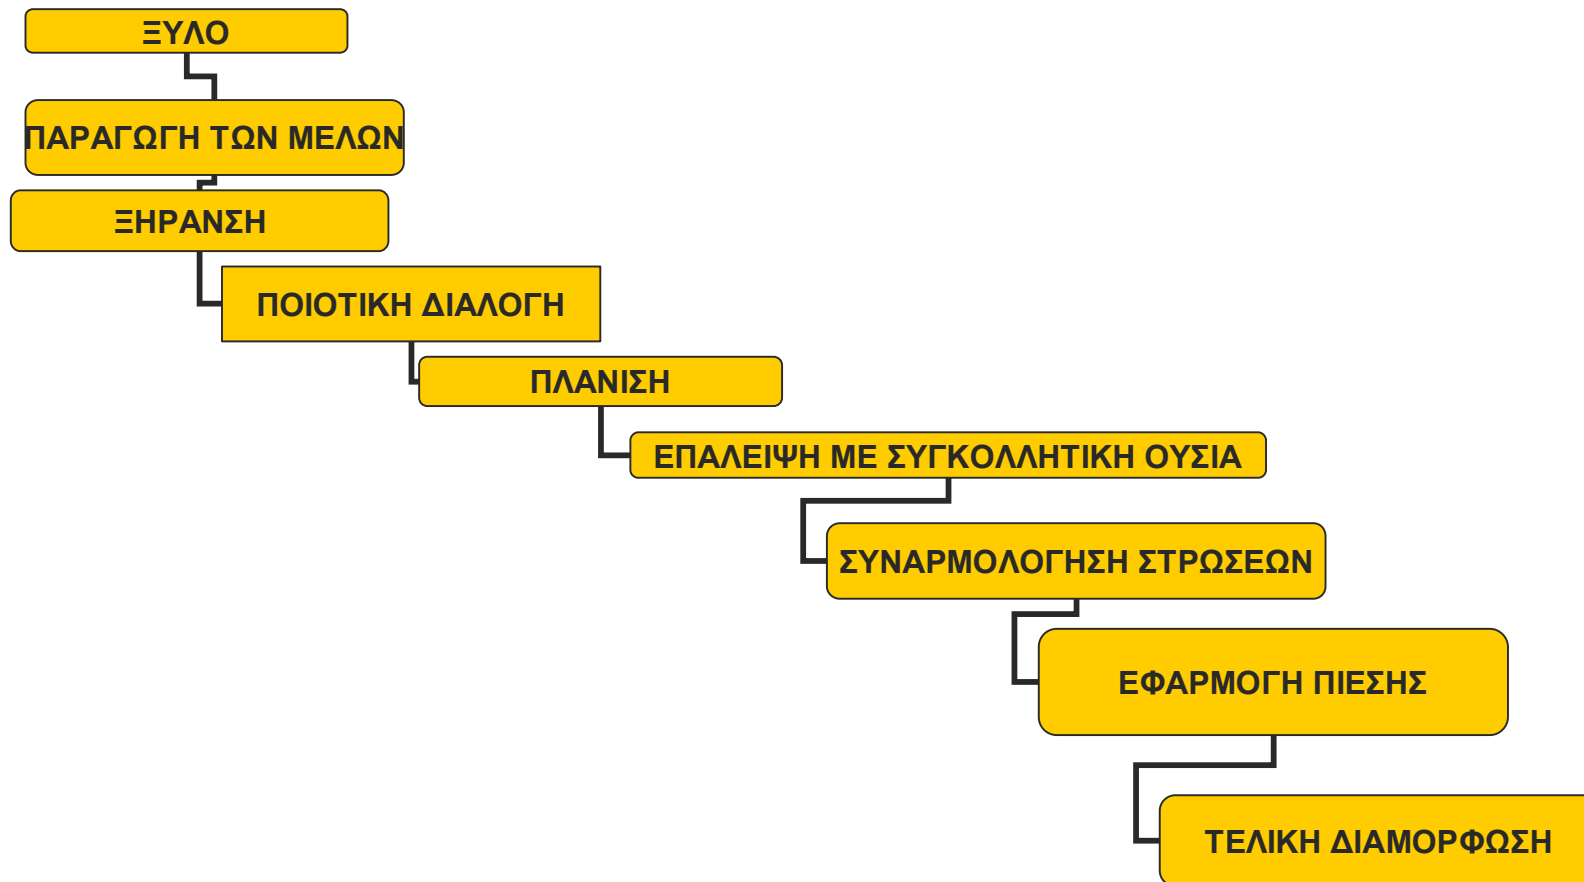 ΞΥΛΟ
ΠΑΡΑΓΩΓΗ ΤΩΝ ΜΕΛΩΝ
ΞΗΡΑΝΣΗ
ΠΟΙΟΤΙΚΗ ΔΙΑΛΟΓΗ
ΠΛΑΝΙΣΗ
ΕΠΑΛΕΙΨΗ ΜΕ ΣΥΓΚΟΛΛΗΤΙΚΗ ΟΥΣΙΑ
ΣΥΝΑΡΜΟΛΟΓΗΣΗ ΣΤΡΩΣΕΩΝ
ΕΦΑΡΜΟΓΗ ΠΙΕΣΗΣ
ΤΕΛΙΚΗ ΔΙΑΜΟΡΦΩΣΗ